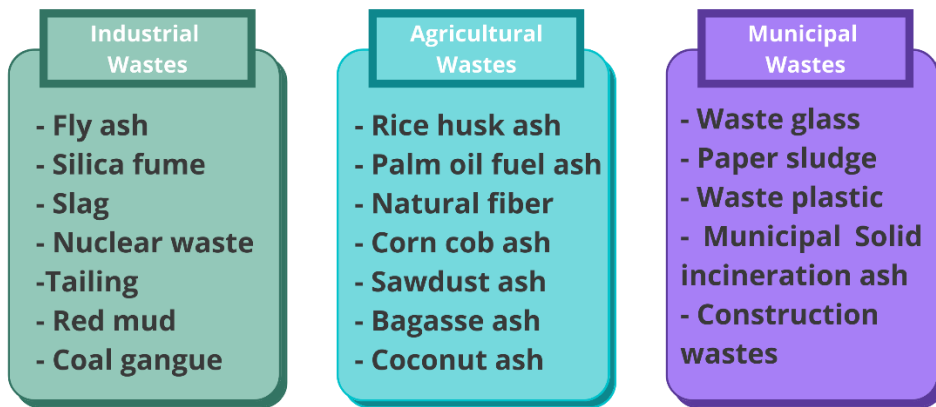 Industrial
Wastes
- Fly ash
- Silica fume
- Slag
- Nuclear waste
-Tailing
- Red mud
- Coal gangue
Agricultural
Wastes
- Rice husk ash
- Palm oil fuel ash
- Natural fiber
- Corn cob ash
- Sawdust ash
- Bagasse ash
- Coconut ash
Municipal
Wastes
- Waste glass
- Paper sludge
- Waste plastic
- Municipal Solid
incineration ash
- Construction
wastes